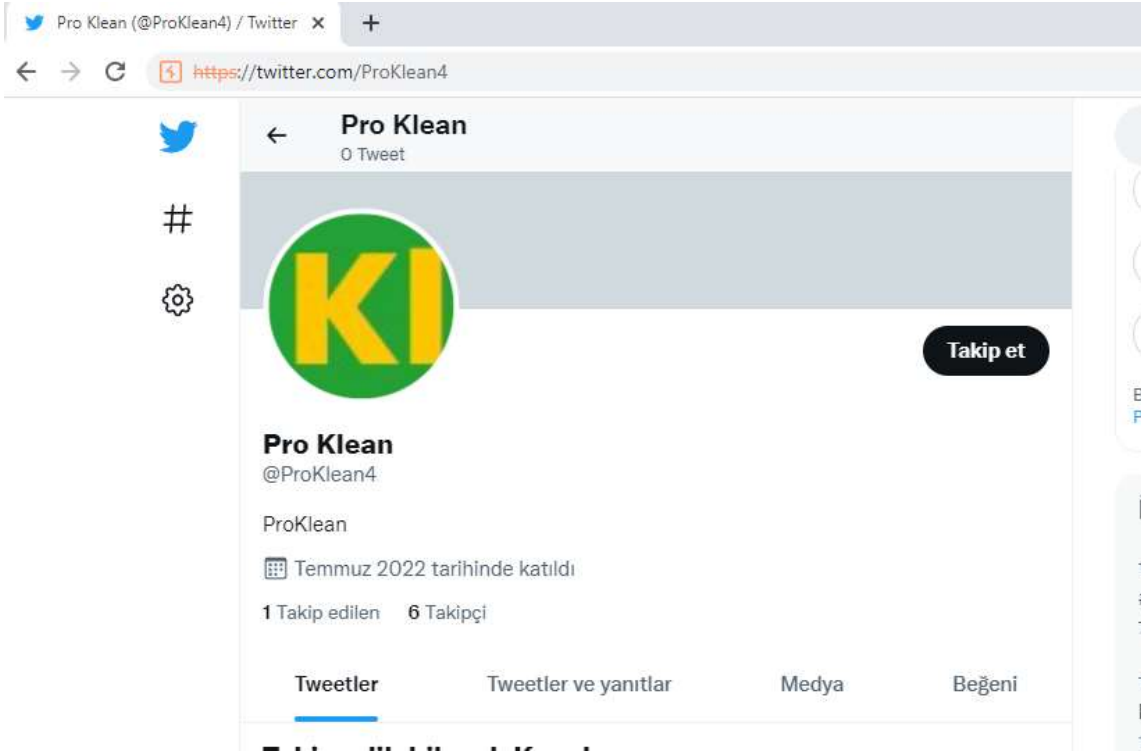 Pro Klean (@ProKlean4) / Twitter
https://twitter.com/ProKlean4
Pro Klean
0 Tweet
Kl
Takip et
Pro Klean
@ProKlean4
ProKlean
Temmuz 2022 tarihinde katıldı
1 Takip edilen 6 Takipçi
Tweetler Tweetler ve yanıtlar Medya Beğeni